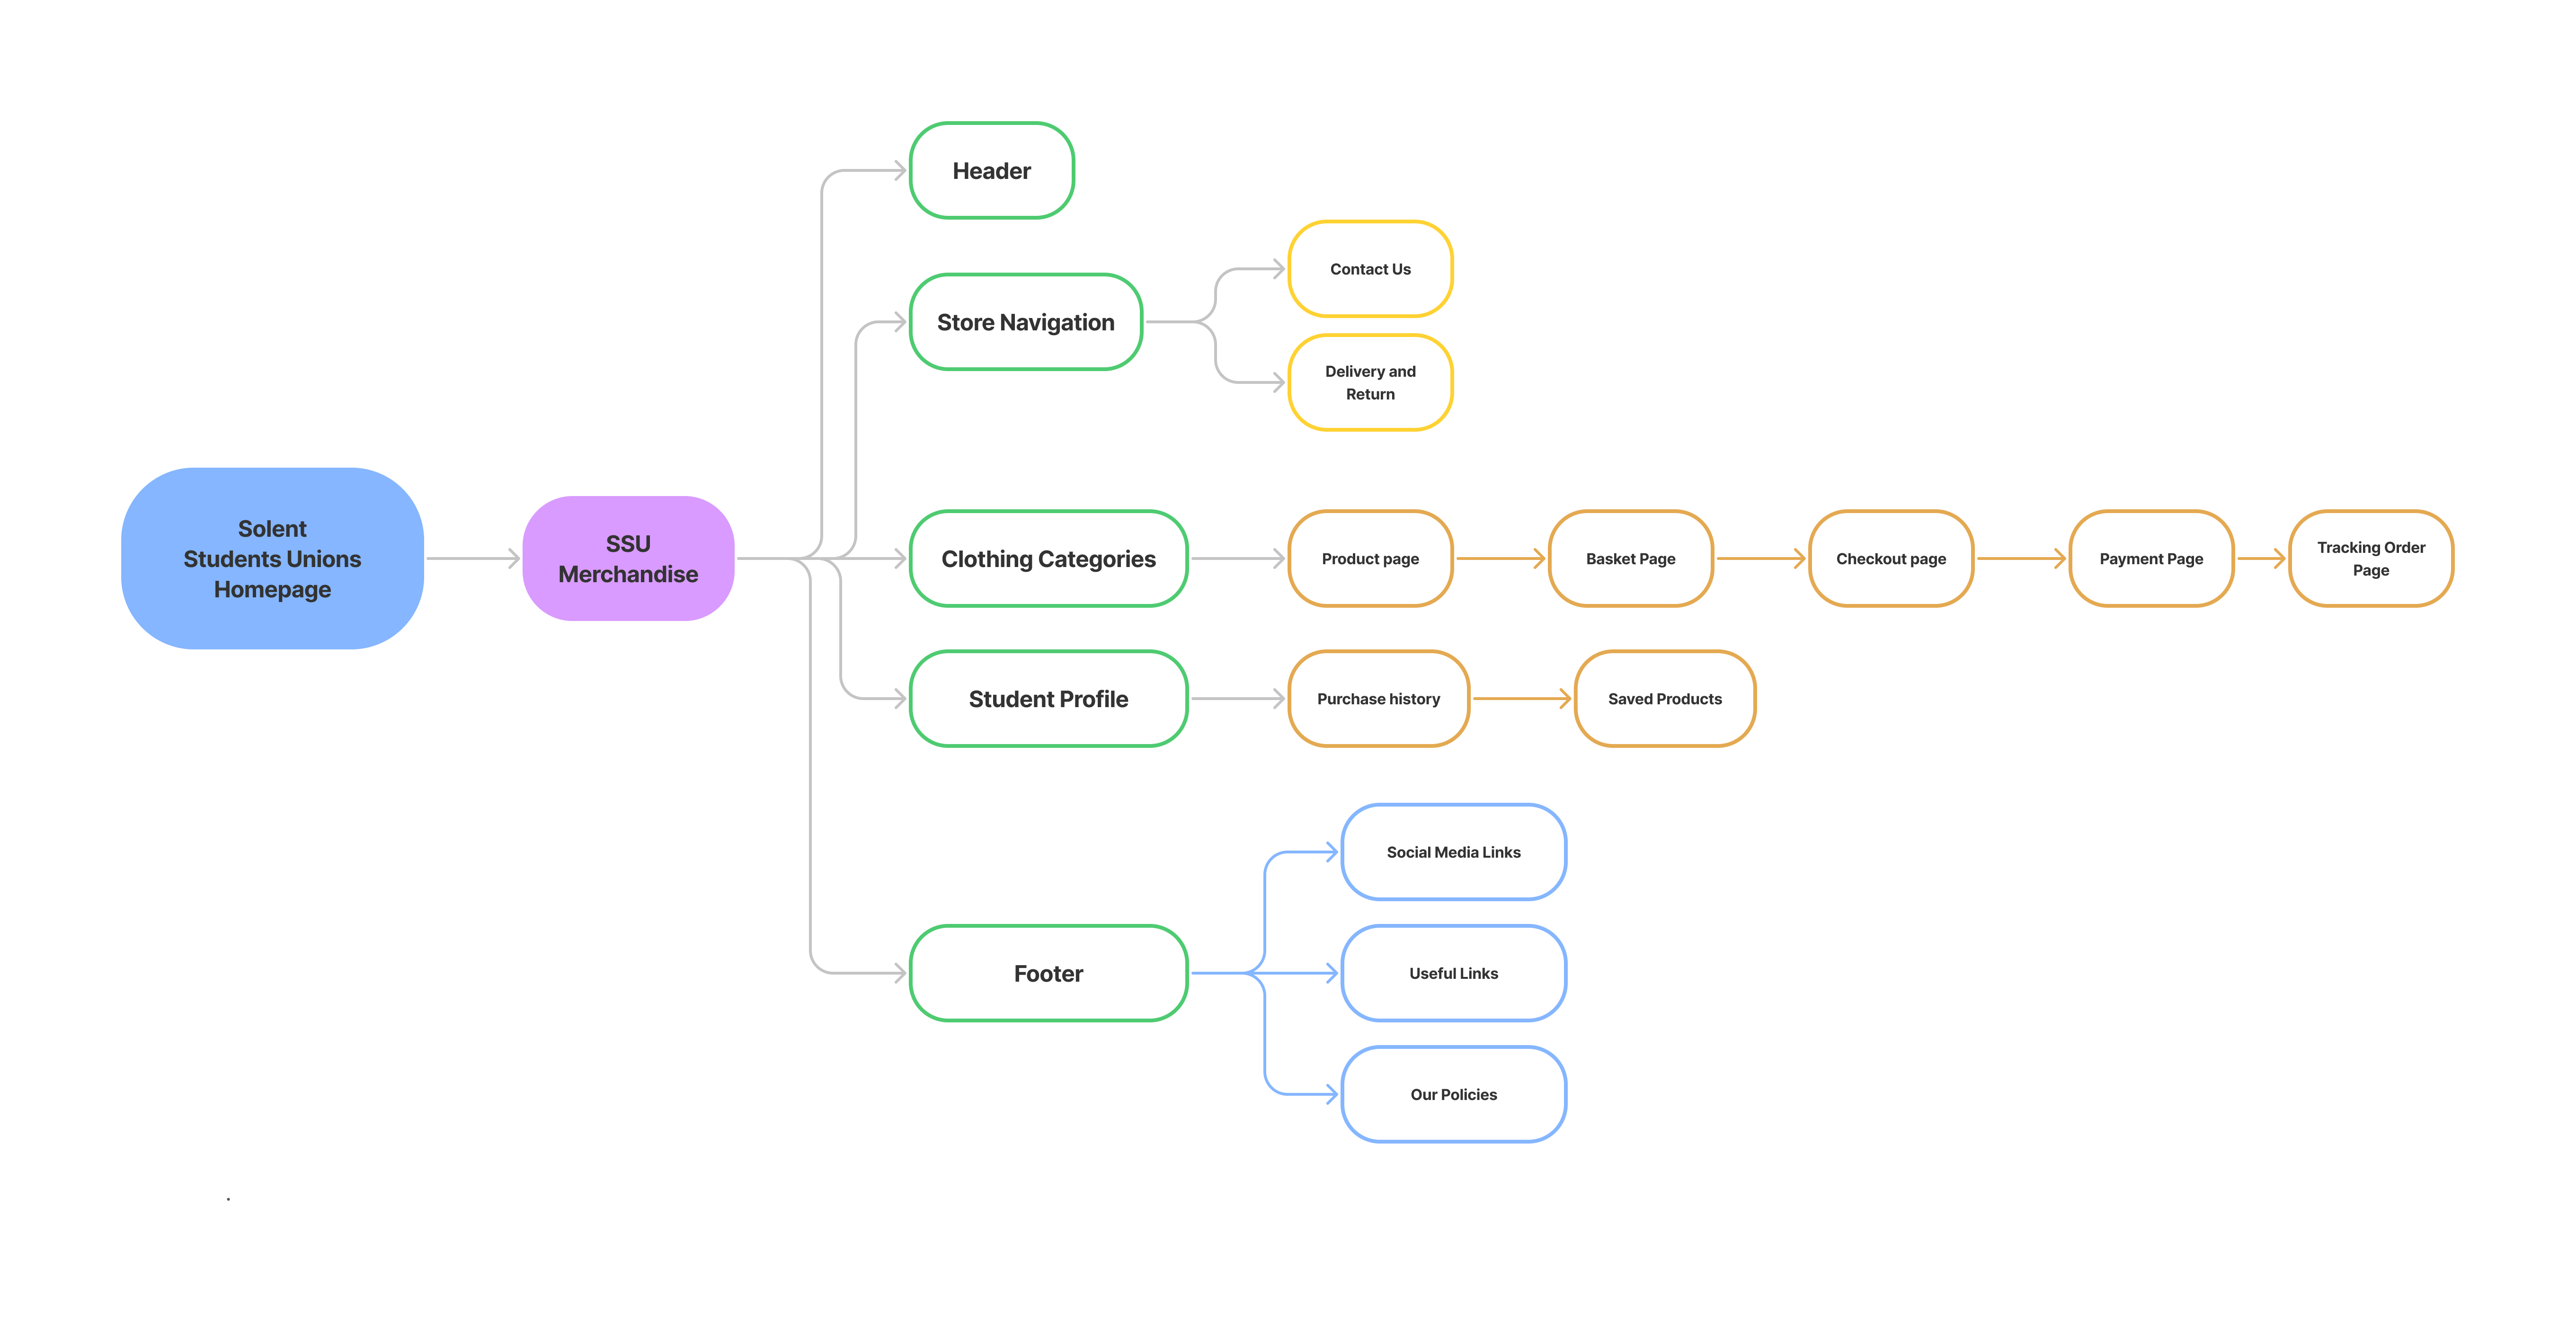 Header
Store Navigation
Contact Us
Delivery and
Return
Solent
Students Unions
Homepage
SSU
Merchandise
Clothing Categories
Product page
Basket Page
Checkout page
Payment Page
Tracking Order
Page
Student Profile
Purchase history
Saved Products
Footer
Social Media Links
Useful Links
Our Policies
.